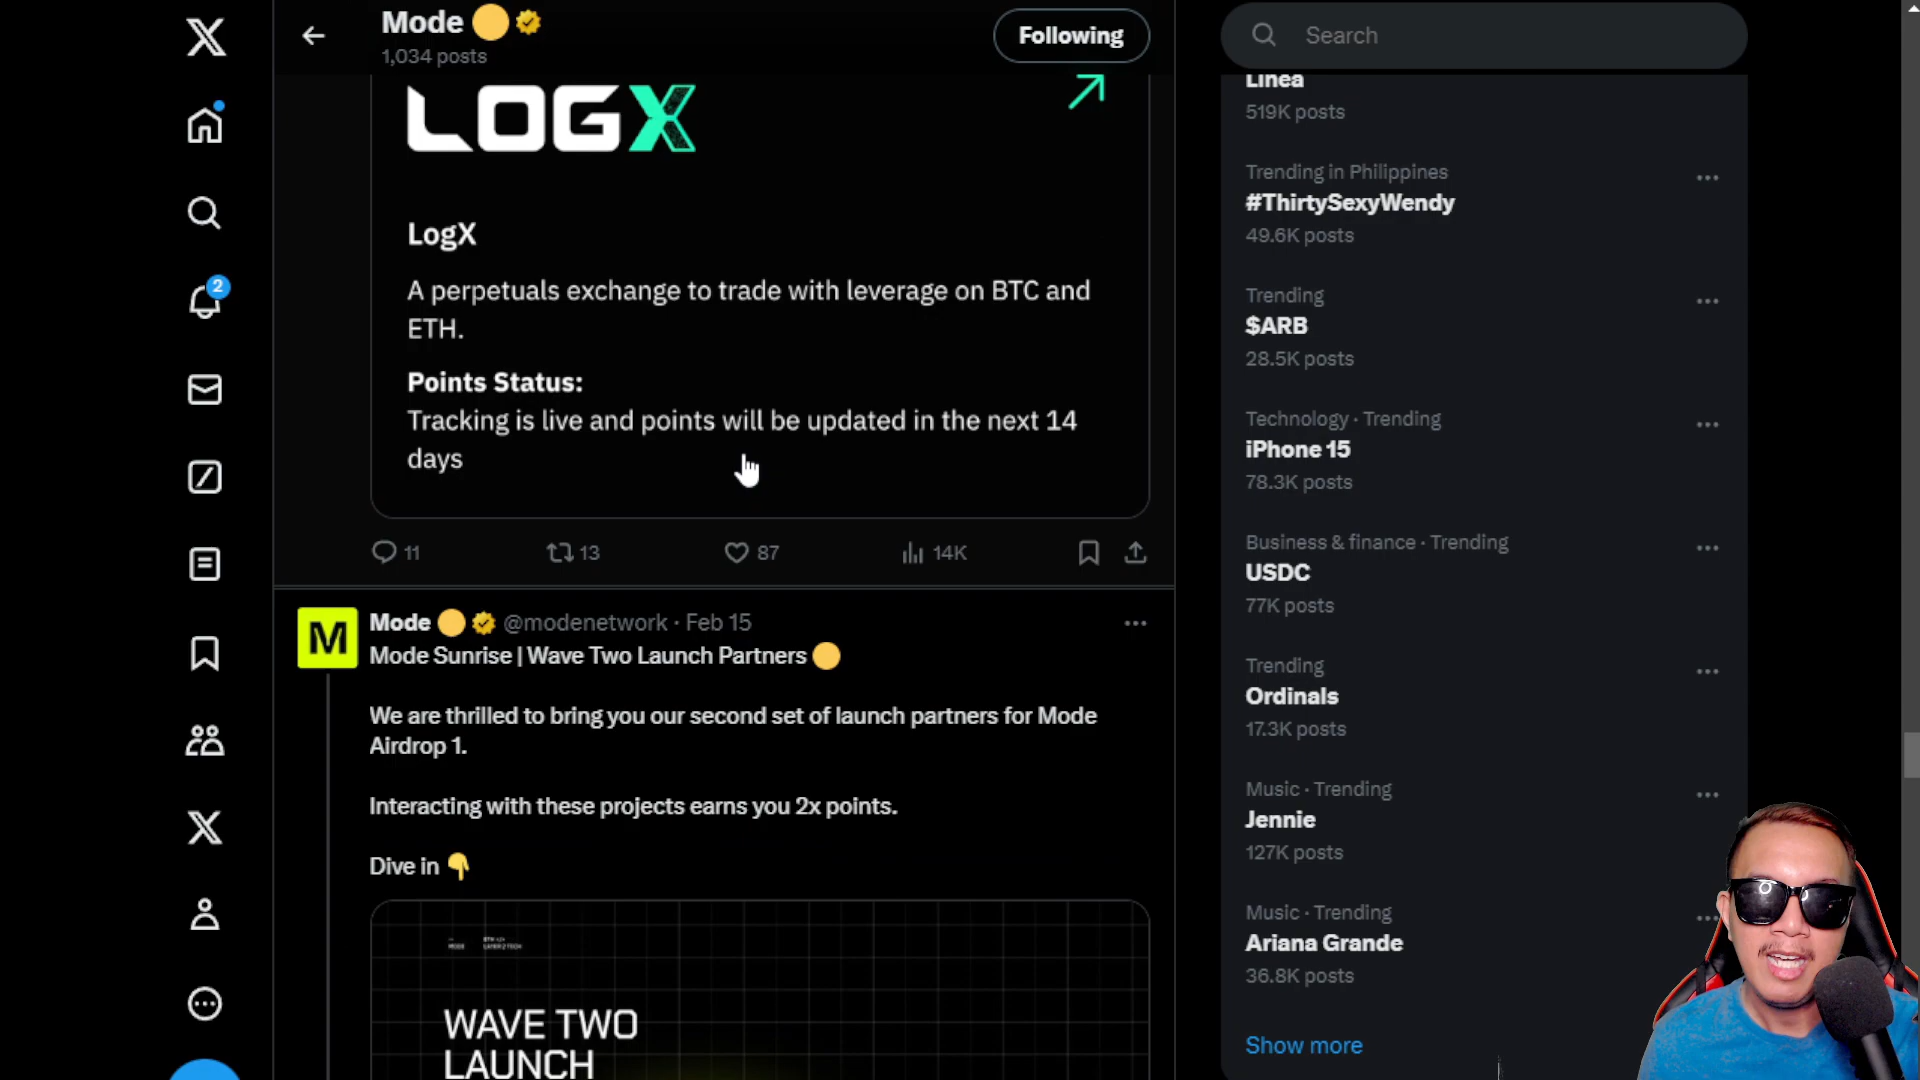 Mode
1,034 posts
Following
LOGX
LogX
A perpetuals exchange to trade with leverage on BTC and
ETH.
Points Status:
Tracking is live and points will be updated in the next 14
days
11
13
87
14K
M
Mode @modenetwork · Feb 15
Mode Sunrise | Wave Two Launch Partners
We are thrilled to bring you our second set of launch partners for Mode
Airdrop 1.
Interacting with these projects earns you 2x points.
Dive in
WAVE TWO
LAUNCH
2
Search
Linea
519K posts
Trending in Philippines
#ThirtySexyWendy
49.6K posts
Trending
$ARB
28.5K posts
Technology · Trending
iPhone 15
78.3K posts
Business & finance · Trending
USDC
77K posts
Trending
Ordinals
17.3K posts
Music · Trending
Jennie
127K posts
Music · Trending
Ariana Grande
36.8K posts
Show more